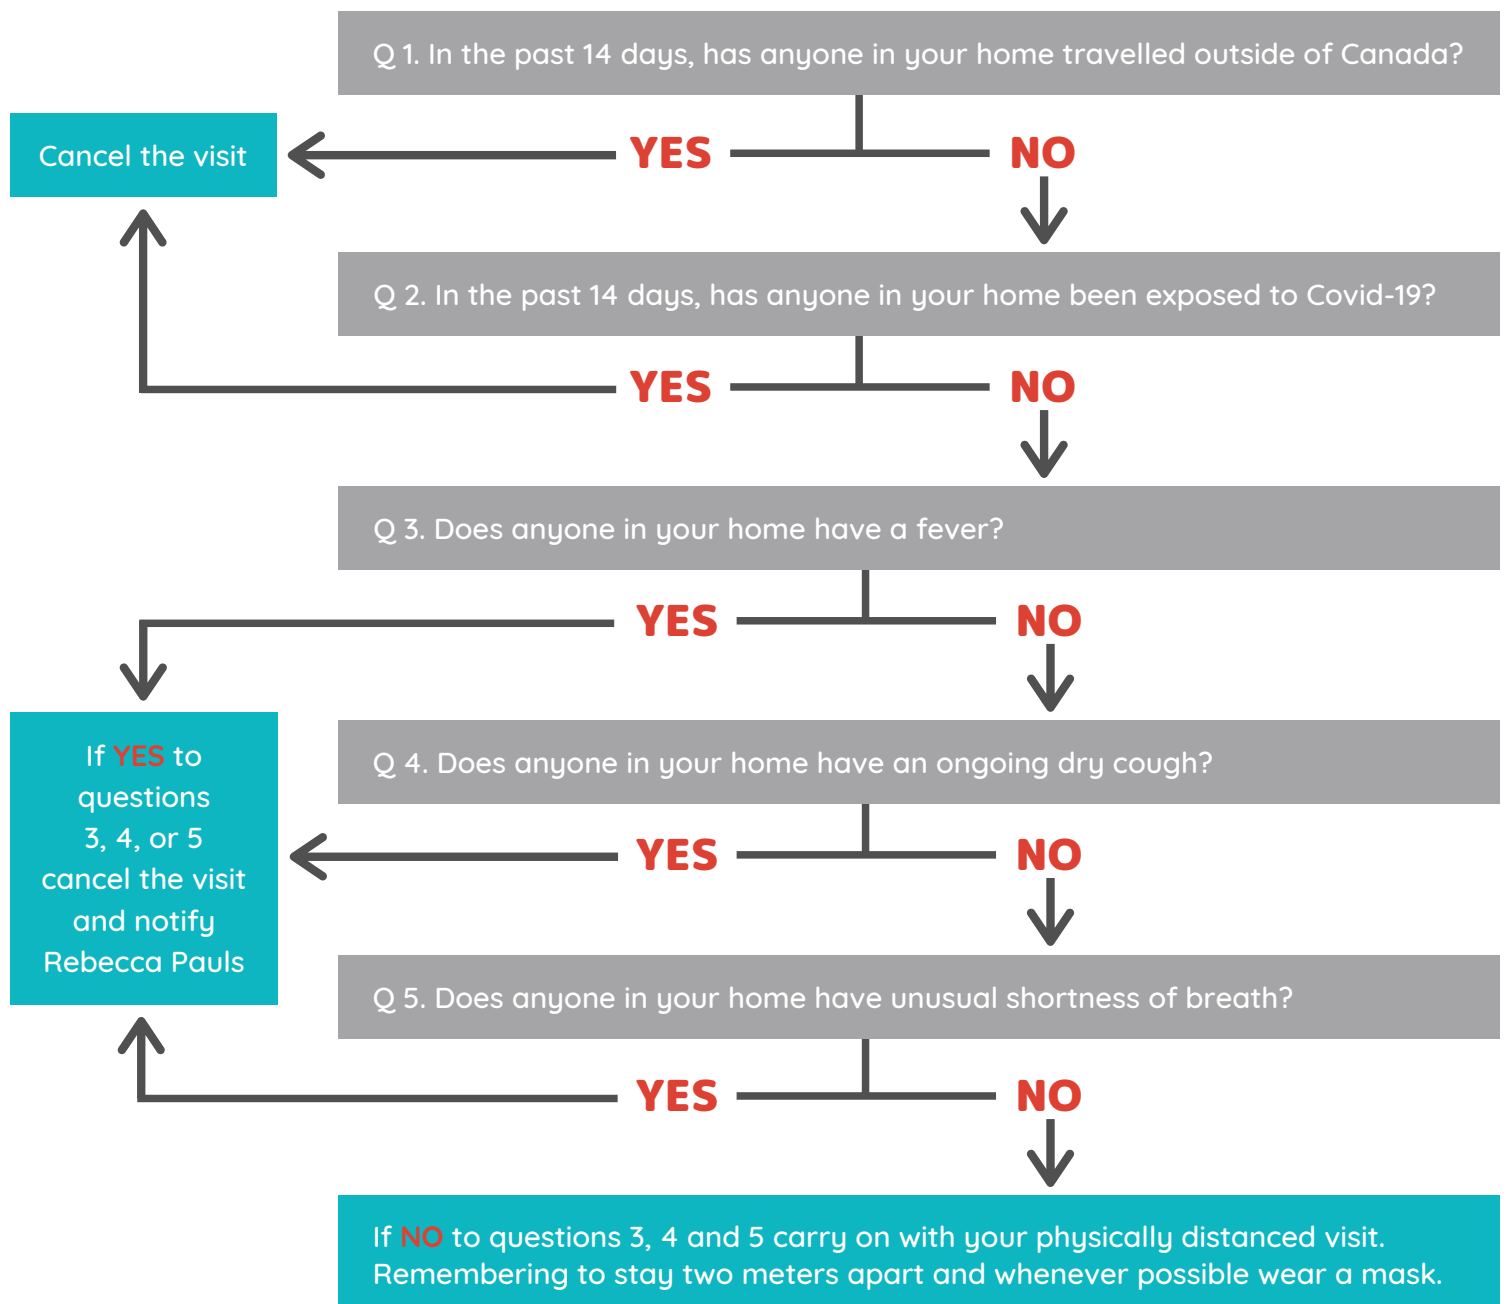 Q 1. In the past 14 days, has anyone in your home travelled outside of Canada?
Cancel the visit
YES
NO
Q 2. In the past 14 days, has anyone in your home been exposed to Covid-19?
YES
NO
Q 3. Does anyone in your home have a fever?
YES
NO
If YES to
questions
3, 4, or 5
cancel the visit
and notify
Rebecca Pauls
Q 4. Does anyone in your home have an ongoing dry cough?
YES
NO
Q 5. Does anyone in your home have unusual shortness of breath?
YES
NO
If NO to questions 3, 4 and 5 carry on with your physically distanced visit.
Remembering to stay two meters apart and whenever possible wear a mask.